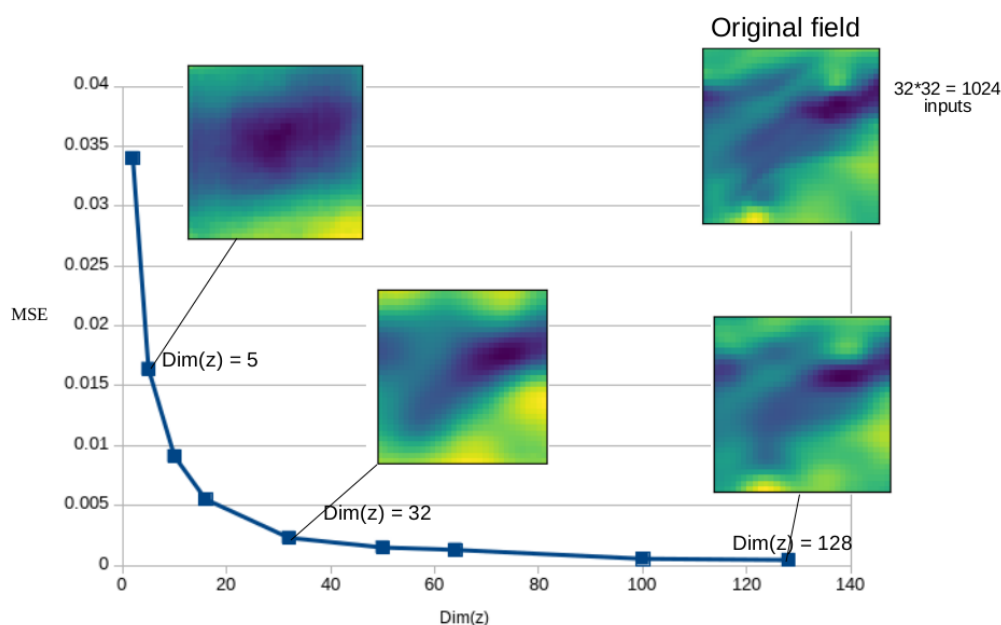 Original field
32*32 = 1024
inputs
0.04
0.035
0.03
0.025
0.02
0.015
0.01
0.005
0
MSE
Dim(z) = 5
Dim(z) = 32
Dim(z) = 128
0
20
40
60
80
100
120
140
Dim(z)